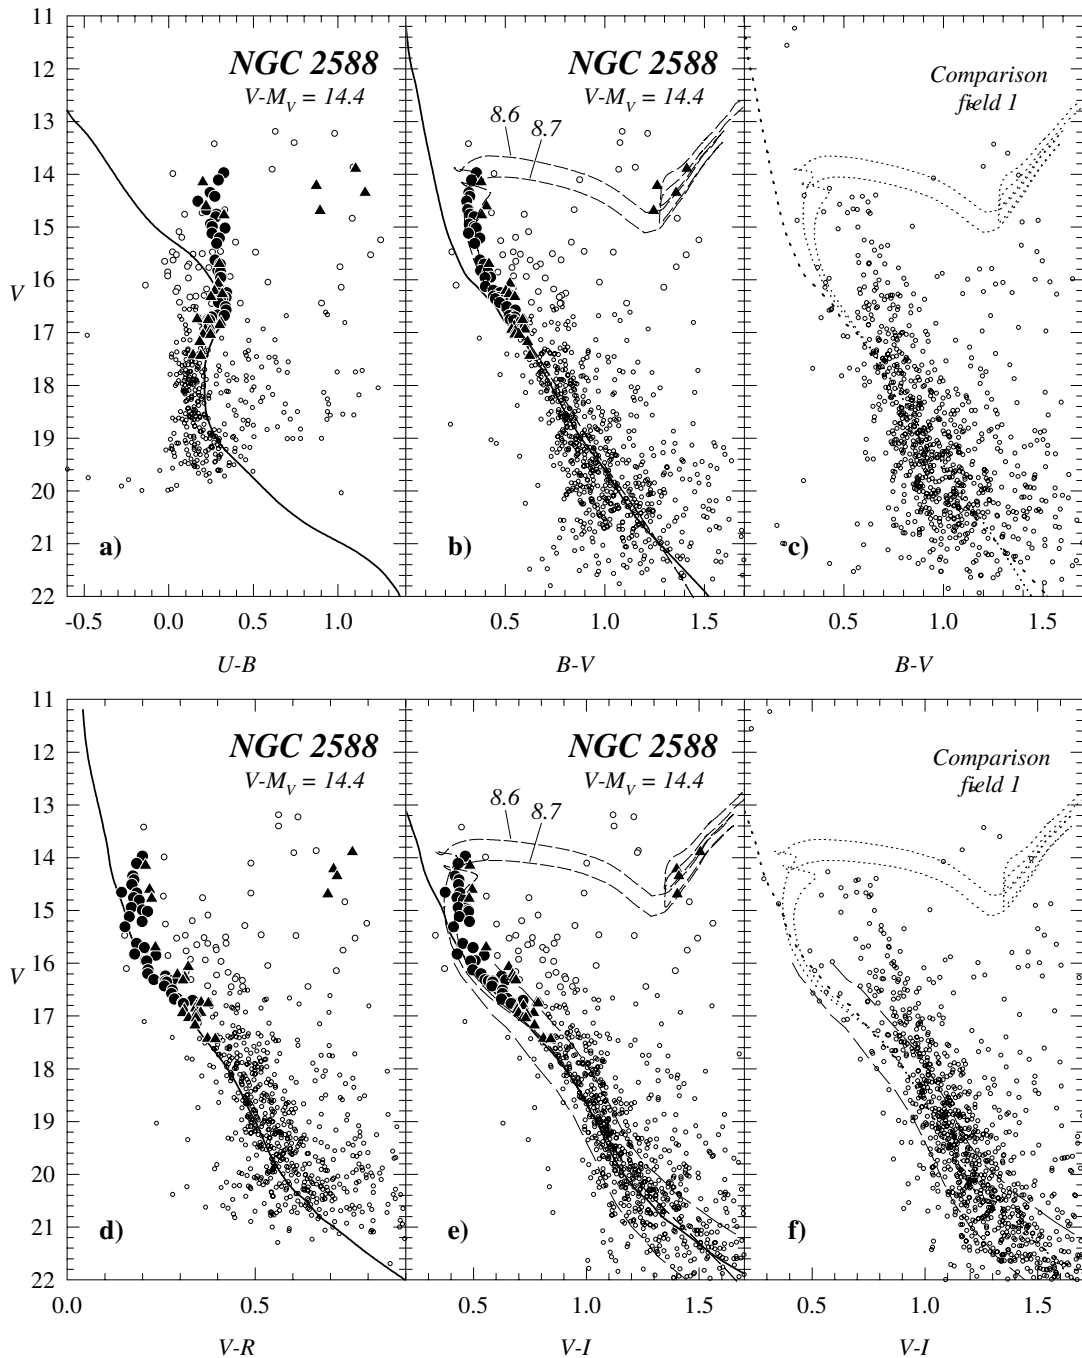 11
12
13
14
15
16
17
18
19
20
21
22
V
NGC 2588
V-M_V = 14.4
a)
-0.5 0.0 0.5 1.0
U-B
NGC 2588
V-M_V = 14.4
8.6
8.7
b)
0.5 1.0 1.5
B-V
Comparison
field 1
c)
0.5 1.0 1.5
B-V
11
12
13
14
15
16
17
18
19
20
21
22
V
NGC 2588
V-M_V = 14.4
d)
0.0 0.5
V-R
NGC 2588
V-M_V = 14.4
8.6
8.7
e)
0.5 1.0 1.5
V-I
Comparison
field 1
f)
0.5 1.0 1.5
V-I